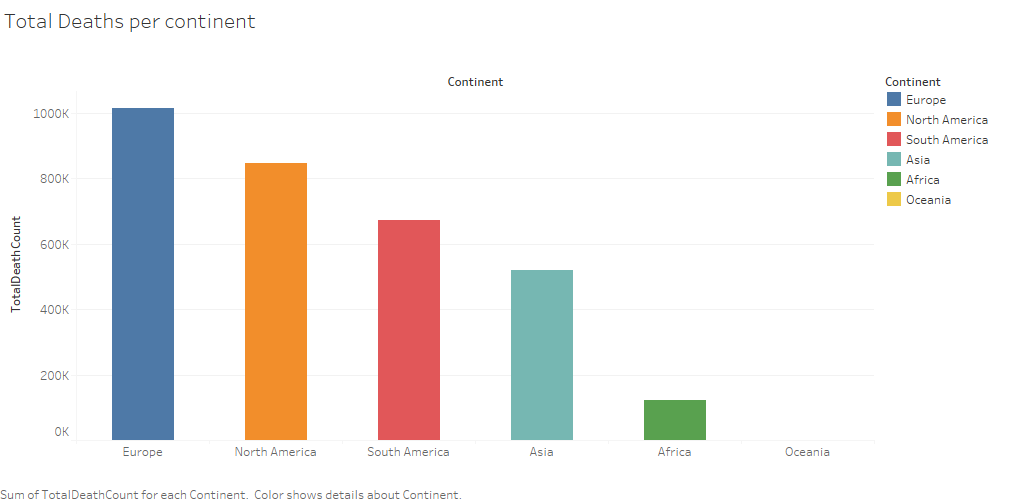 Total Deaths per continent
Continent
Continent
Europe
North America
South America
Asia
Africa
Oceania
TotalDeathCount
1000K
800K
600K
400K
200K
0K
Europe North America South America Asia Africa Oceania
Sum of TotalDeathCount for each Continent. Color shows details about Continent.